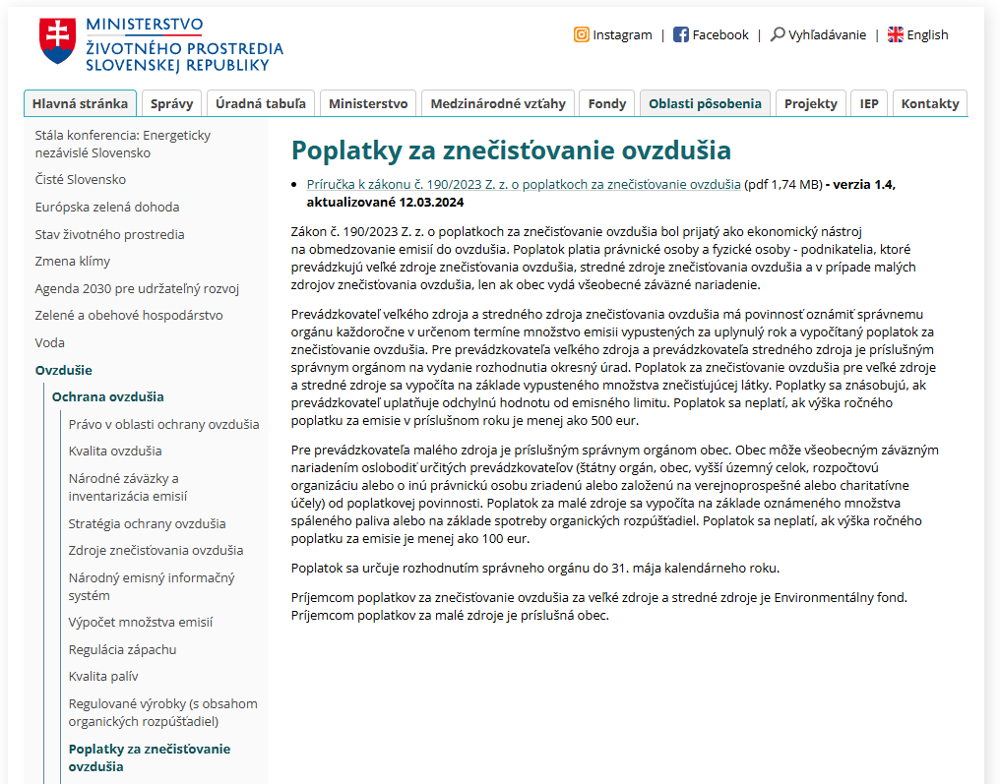 MINISTERSTVO
ŽIVOTNÉHO PROSTREDIA
SLOVENSKEJ REPUBLIKY
Instagram | Facebook | Vyhľadávanie | English
Hlavná stránka Správy Úradná tabuľa Ministerstvo Medzinárodné vzťahy Fondy Oblasti pôsobenia Projekty IEP Kontakty
Stála konferencia: Energeticky
nezávislé Slovensko
Čisté Slovensko
Európska zelená dohoda
Stav životného prostredia
Zmena klímy
Agenda 2030 pre udržateľný rozvoj
Zelené a obehové hospodárstvo
Voda
Ovzdušie
Ochrana ovzdušia
Právo v oblasti ochrany ovzdušia
Kvalita ovzdušia
Národné záväzky a
inventarizácia emisií
Stratégia ochrany ovzdušia
Zdroje znečisťovania ovzdušia
Národný emisný informačný
systém
Výpočet množstva emisií
Regulácia zápachu
Kvalita palív
Regulované výrobky (s obsahom
organických rozpúšťadiel)
Poplatky za znečisťovanie
ovzdušia
Poplatky za znečisťovanie ovzdušia
• Príručka k zákonu č. 190/2023 Z. z. o poplatkoch za znečisťovanie ovzdušia (pdf 1,74 MB) - verzia 1.4,
aktualizované 12.03.2024
Zákon č. 190/2023 Z. z. o poplatkoch za znečisťovanie ovzdušia bol prijatý ako ekonomický nástroj
na obmedzovanie emisií do ovzdušia. Poplatok platia právnické osoby a fyzické osoby - podnikatelia, ktoré
prevádzkujú veľké zdroje znečisťovania ovzdušia, stredné zdroje znečisťovania ovzdušia a v prípade malých
zdrojov znečisťovania ovzdušia, len ak obec vydá všeobecné záväzné nariadenie.
Prevádzkovateľ veľkého zdroja a stredného zdroja znečisťovania ovzdušia má povinnosť oznámiť správnemu
orgánu každoročne v určenom termíne množstvo emisii vypustených za uplynulý rok a vypočítaný poplatok za
znečisťovanie ovzdušia. Pre prevádzkovateľa veľkého zdroja a prevádzkovateľa stredného zdroja je príslušným
správnym orgánom na vydanie rozhodnutia okresný úrad. Poplatok za znečisťovanie ovzdušia pre veľké zdroje
a stredné zdroje sa vypočíta na základe vypusteného množstva znečisťujúcej látky. Poplatky sa znásobujú, ak
prevádzkovateľ uplatňuje odchylnú hodnotu od emisného limitu. Poplatok sa neplatí, ak výška ročného
poplatku za emisie v príslušnom roku je menej ako 500 eur.
Pre prevádzkovateľa malého zdroja je príslušným správnym orgánom obec. Obec môže všeobecným záväzným
nariadením oslobodiť určitých prevádzkovateľov (štátny orgán, obec, vyšší územný celok, rozpočtovú
organizáciu alebo o inú právnickú osobu zriadenú alebo založenú na verejnoprospešné alebo charitatívne
účely) od poplatkovej povinnosti. Poplatok za malé zdroje sa vypočíta na základe oznámeného množstva
spáleného paliva alebo na základe spotreby organických rozpúšťadiel. Poplatok sa neplatí, ak výška ročného
poplatku za emisie je menej ako 100 eur.
Poplatok sa určuje rozhodnutím správneho orgánu do 31. mája kalendárneho roku.
Príjemcom poplatkov za znečisťovanie ovzdušia za veľké zdroje a stredné zdroje je Environmentálny fond.
Príjemcom poplatkov za malé zdroje je príslušná obec.